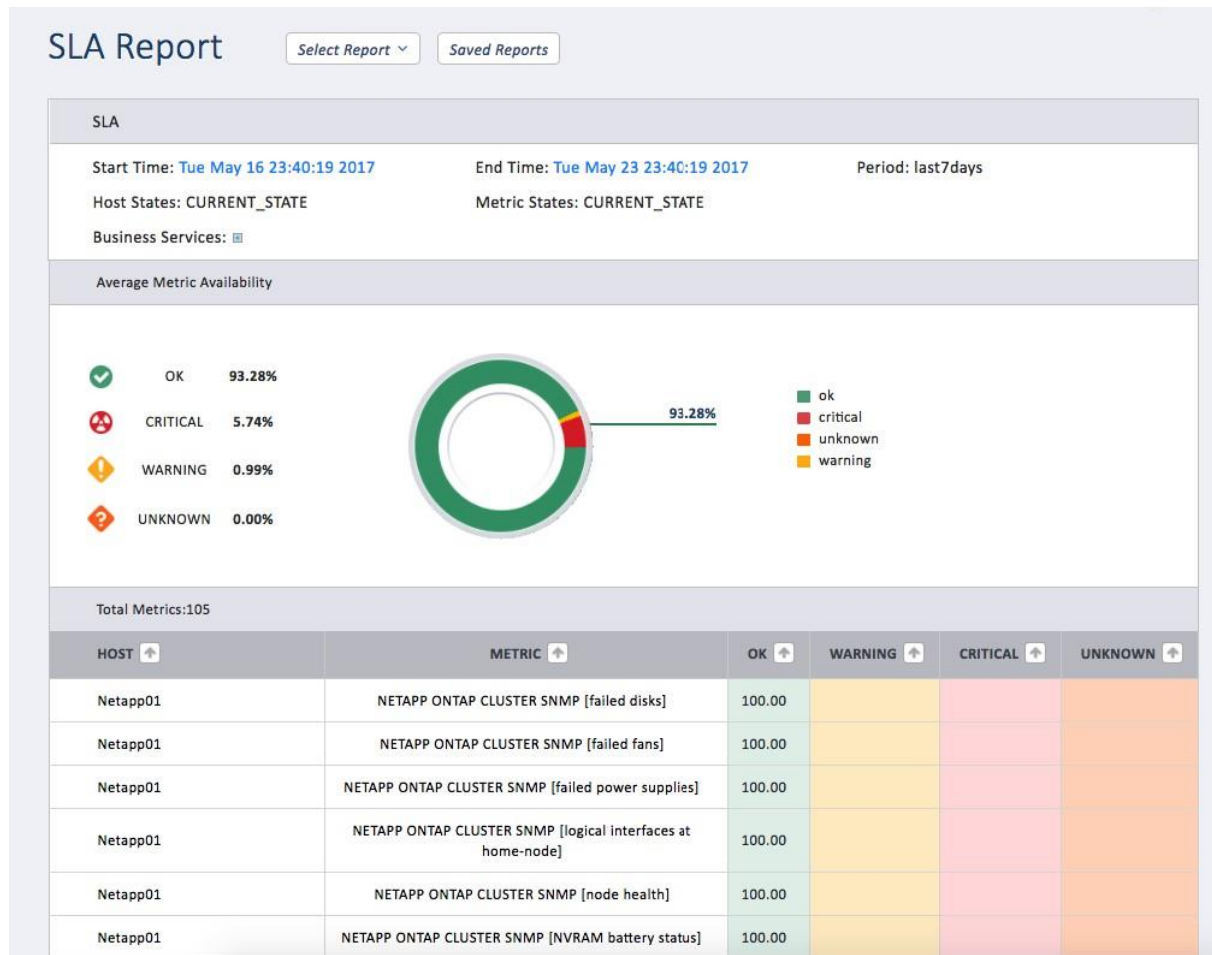 SLA Report
Select Report
Saved Reports
SLA
Start Time: Tue May 16 23:40:19 2017
End Time: Tue May 23 23:40:19 2017
Period: last7days
Host States: CURRENT_STATE
Metric States: CURRENT_STATE
Business Services:
Average Metric Availability
OK 93.28%
CRITICAL 5.74%
WARNING 0.99%
UNKNOWN 0.00%
93.28%
ok
critical
unknown
warning
Total Metrics:105
HOST METRIC OK WARNING CRITICAL UNKNOWN
Netapp01 NETAPP ONTAP CLUSTER SNMP [failed disks] 100.00
Netapp01 NETAPP ONTAP CLUSTER SNMP [failed fans] 100.00
Netapp01 NETAPP ONTAP CLUSTER SNMP [failed power supplies] 100.00
Netapp01 NETAPP ONTAP CLUSTER SNMP [logical interfaces at
home-node] 100.00
Netapp01 NETAPP ONTAP CLUSTER SNMP [node health] 100.00
Netapp01 NETAPP ONTAP CLUSTER SNMP [NVRAM battery status] 100.00